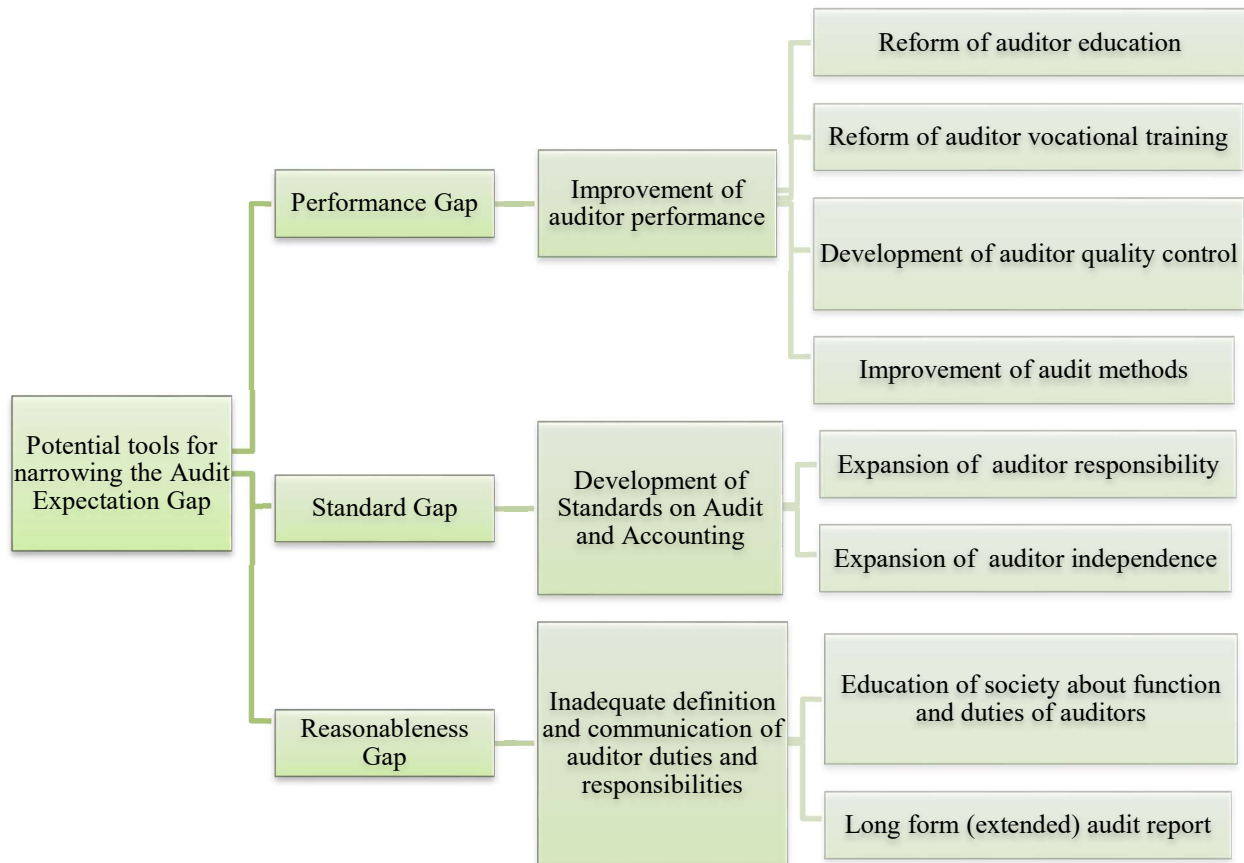 Potential tools for
narrowing the Audit
Expectation Gap
Performance Gap
Improvement of
auditor performance
Reform of auditor education
Reform of auditor vocational training
Development of auditor quality control
Improvement of audit methods
Standard Gap
Development of
Standards on Audit
and Accounting
Expansion of auditor responsibility
Expansion of auditor independence
Reasonableness
Gap
Inadequate definition
and communication of
auditor duties and
responsibilities
Education of society about function
and duties of auditors
Long form (extended) audit report